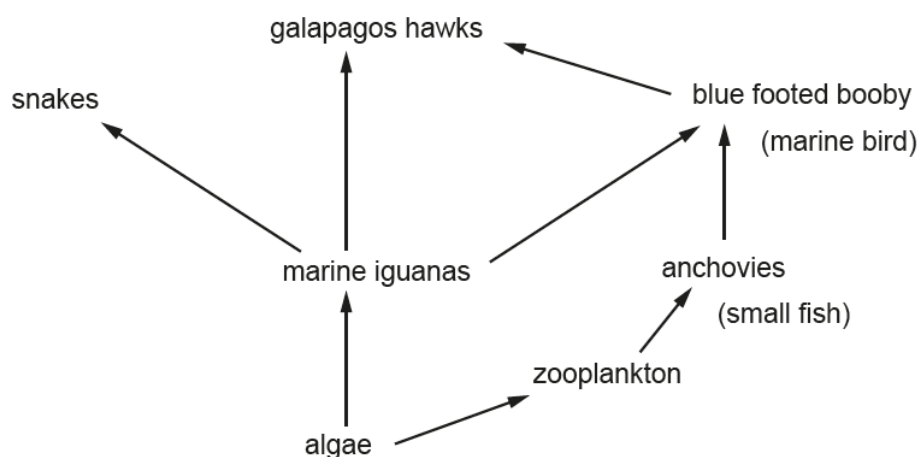 galapagos hawks
snakes
blue footed booby
(marine bird)
marine iguanas
anchovies
(small fish)
zooplankton
algae